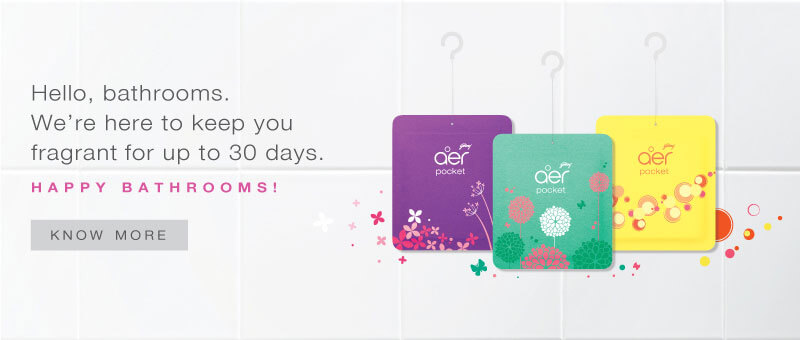 Hello, bathrooms.
We're here to keep you
fragrant for up to 30 days.
HAPPY BATHROOMS!
KNOW MORE
aer
pocket
aer
pocket
aer
pocket